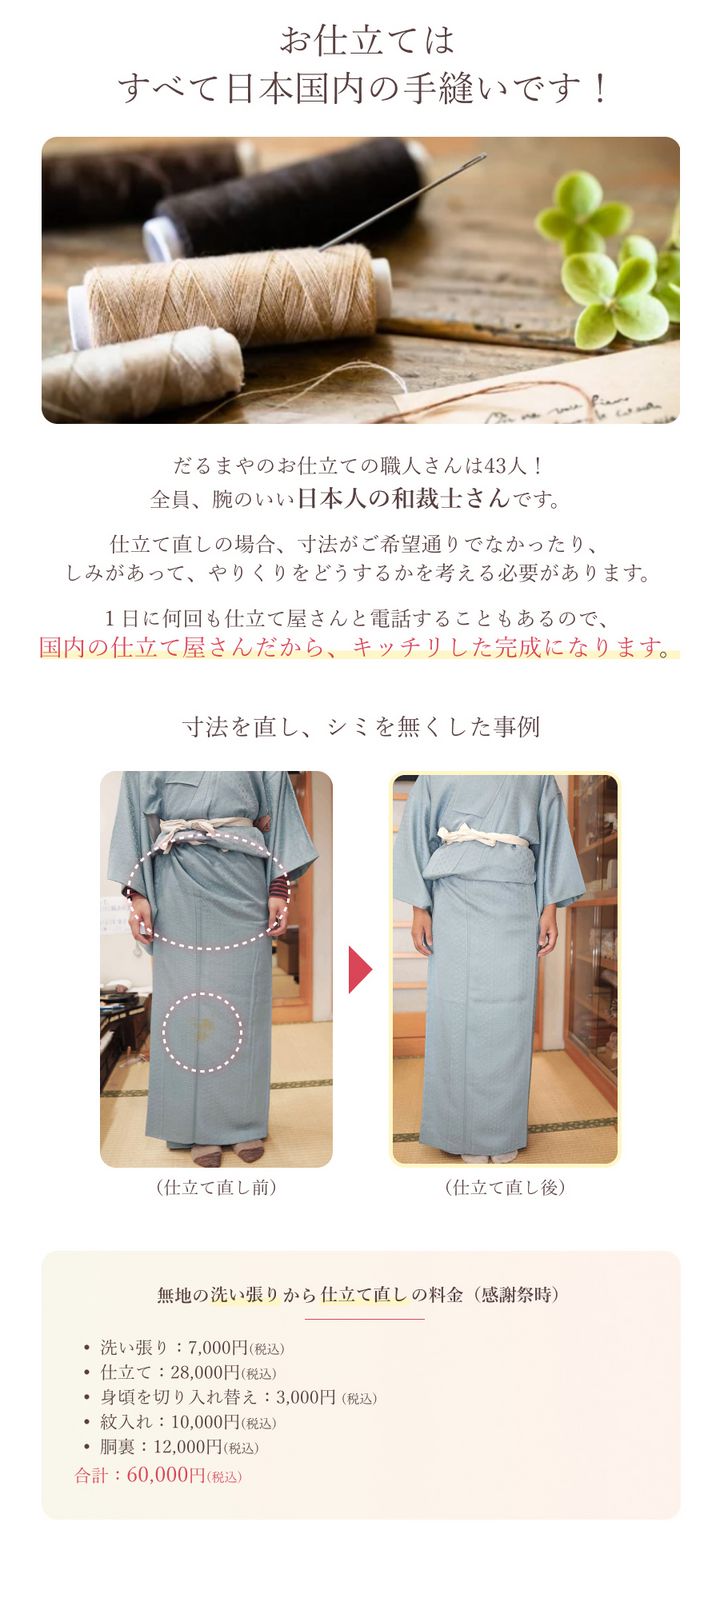 お仕立ては
すべて日本国内の手縫いです！
だるまやのお仕立ての職人さんは43人！
全員、腕のいい日本人の和裁士さんです。
仕立て直しの場合、寸法がご希望通りでなかったり、
しみがあって、やりくりをどうするかを考える必要があります。
１日に何回も仕立て屋さんと電話することもあるので、
国内の仕立て屋さんだから、キッチリした完成になります。
寸法を直し、シミを無くした事例
（仕立て直し前）
（仕立て直し後）
無地の洗い張りから仕立て直しの料金（感謝祭時）
• 洗い張り：7,000円(税込)
• 仕立て：28,000円(税込)
• 身頃を切り入れ替え：3,000円 (税込)
• 紋入れ：10,000円(税込)
• 胴裏：12,000円(税込)
合計：60,000円(税込)